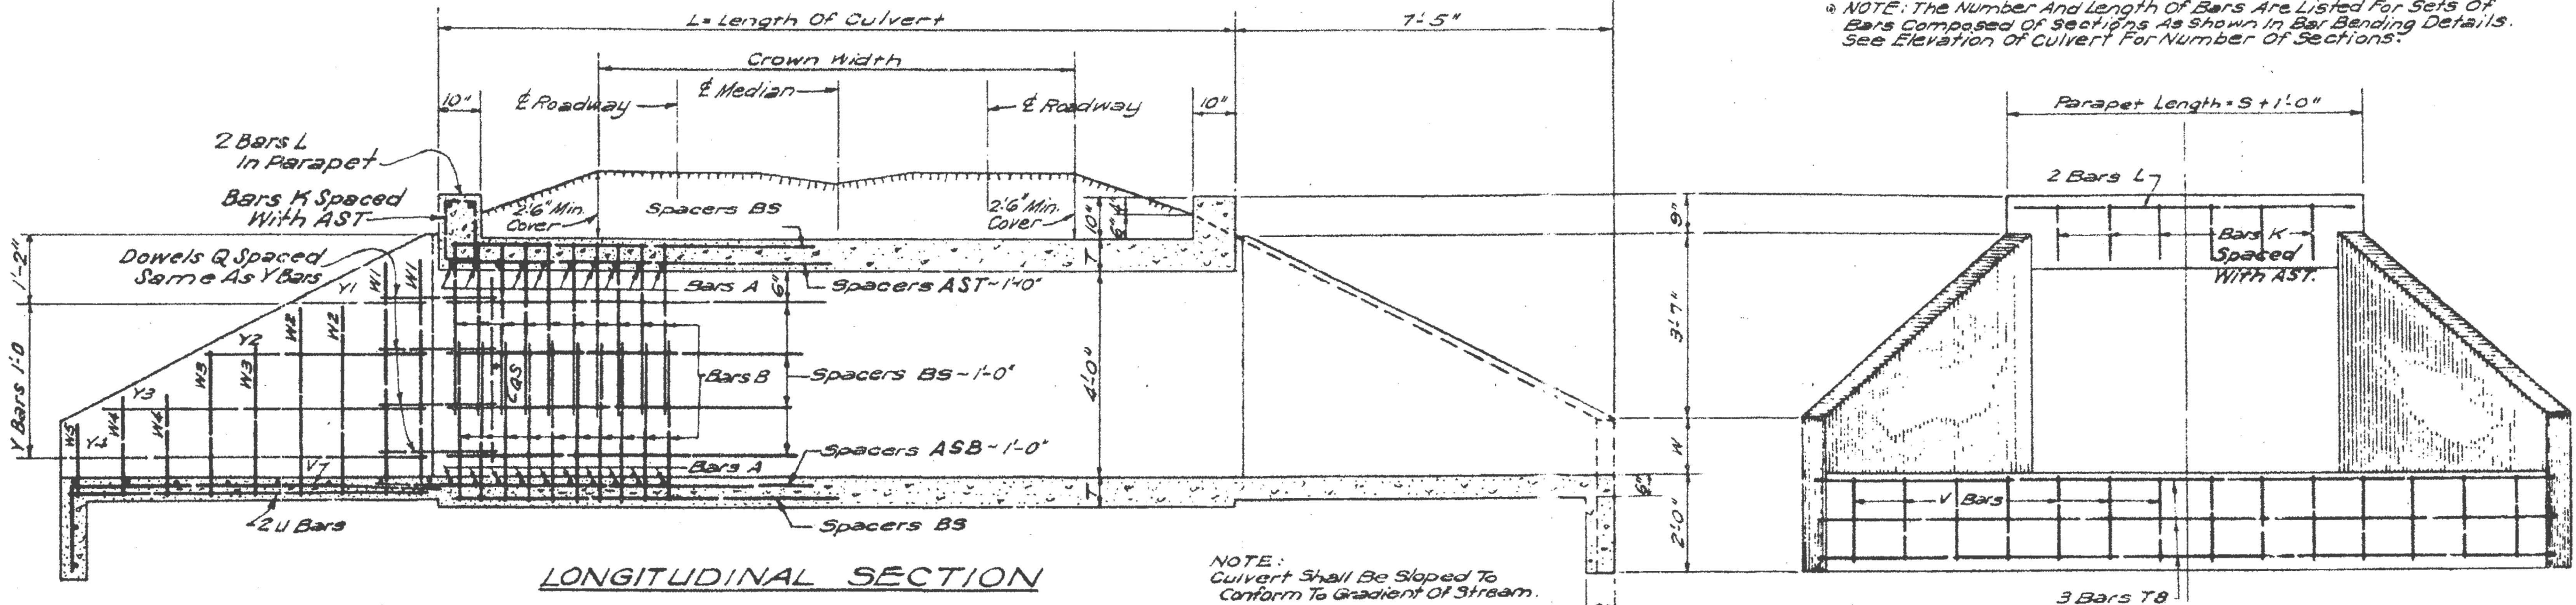 L= Length Of Culvert
7'-5"
NOTE: The Number And Length Of Bars Are Listed For Sets Of
Bars Composed Of Sections As Shown In Bar Bending Details.
See Elevation Of Culvert For Number Of Sections.
Crown Width
10"
℄ Roadway
℄ Median
℄ Roadway
10"
Parapet Length = S + 1'-0"
2 Bars L
In Parapet
Bars K Spaced
With AST
2'6" Min.
Cover
Spacers BS
2'6" Min.
Cover
10"
2 Bars L
9"
Bars K
Spaced
With AST.
1'-2"
Dowels Q Spaced
Same As Y Bars
W1
W1
Y1
Bars A
6"
Spacers AST~1'-0"
T
3'-7"
Y Bars 1'-0
W2
W2
Y2
W3
W3
Bars B
Spacers BS ~ 1'-0"
4'-0"
Y3
W4
W4
W5
Spacers ASB ~ 1'-0"
Bars A
V
T
W
6"
2'-0"
V Bars
2 U Bars
Spacers BS
LONGITUDINAL SECTION
NOTE:
Culvert Shall Be Sloped To
Conform To Gradient Of Stream.
3 Bars T8